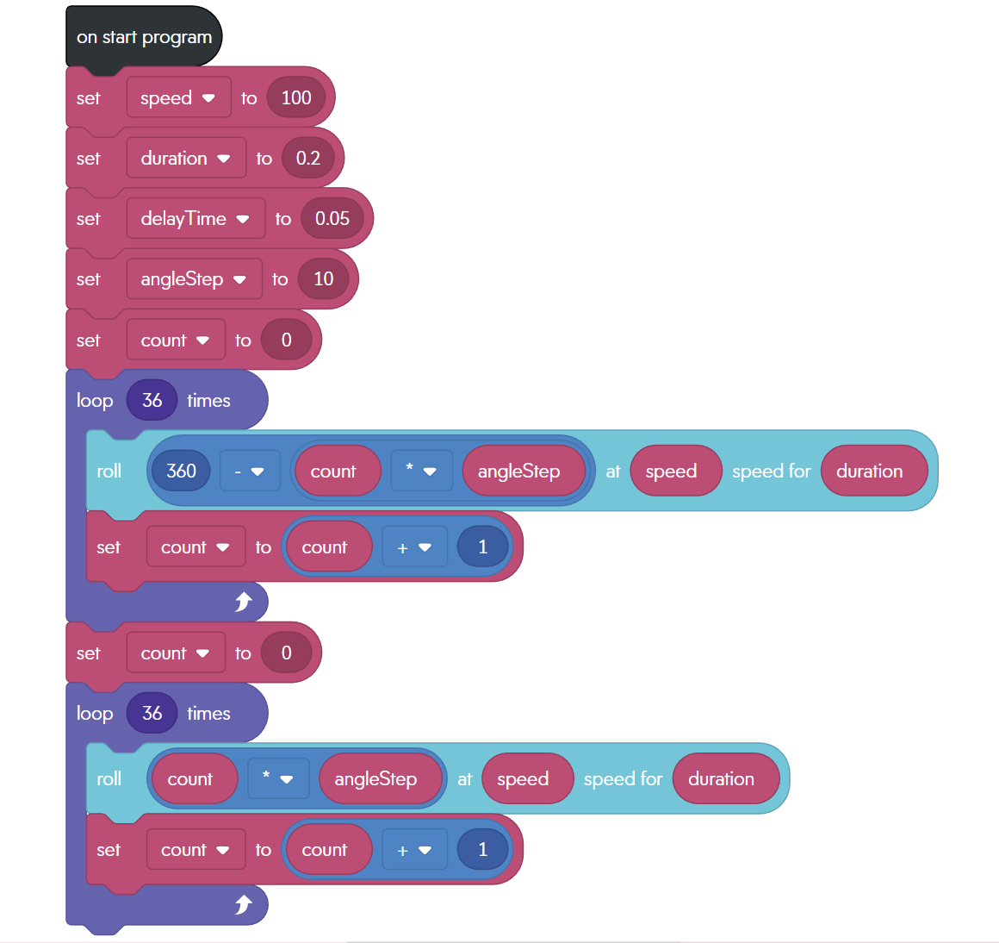 on start program
set speed to 100
set duration to 0.2
set delayTime to 0.05
set angleStep to 10
set count to 0
loop 36 times
roll 360 - count * angleStep at speed speed for duration
set count to count + 1
set count to 0
loop 36 times
roll count * angleStep at speed speed for duration
set count to count + 1